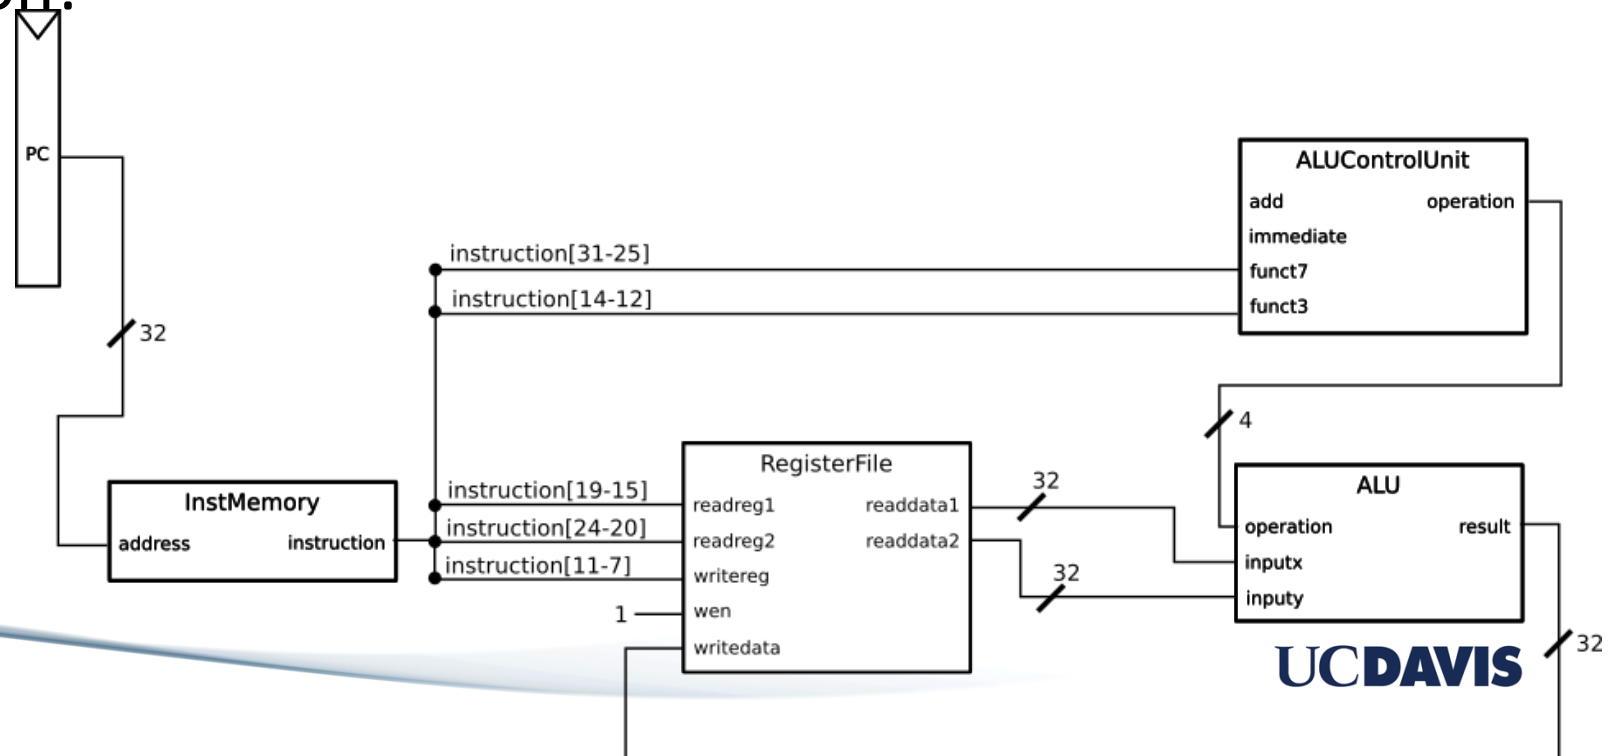 PC
32
instruction[31-25]
instruction[14-12]
ALUControlUnit
add
operation
immediate
funct7
funct3
4
InstMemory
address
instruction
instruction[19-15]
instruction[24-20]
instruction[11-7]
1
RegisterFile
readreg1
readdata1
readreg2
readdata2
writereg
wen
writedata
32
32
ALU
operation
result
inputx
inputy
32
UCDAVIS